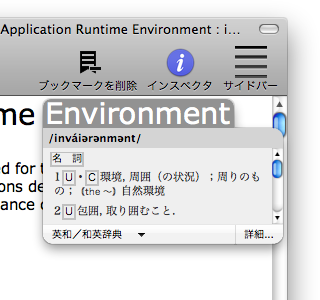 Application Runtime Environment : i...
ブックマークを削除 インスペクタ サイドバー
me Environment
/inváiərənmənt/
名 詞
ed for t
1 U・C 環境, 周囲（の状況）；周りのも
ons de
の；(the ～) 自然環境
ance o
2 U 包囲, 取り囲むこと.
英和／和英辞典 詳細...